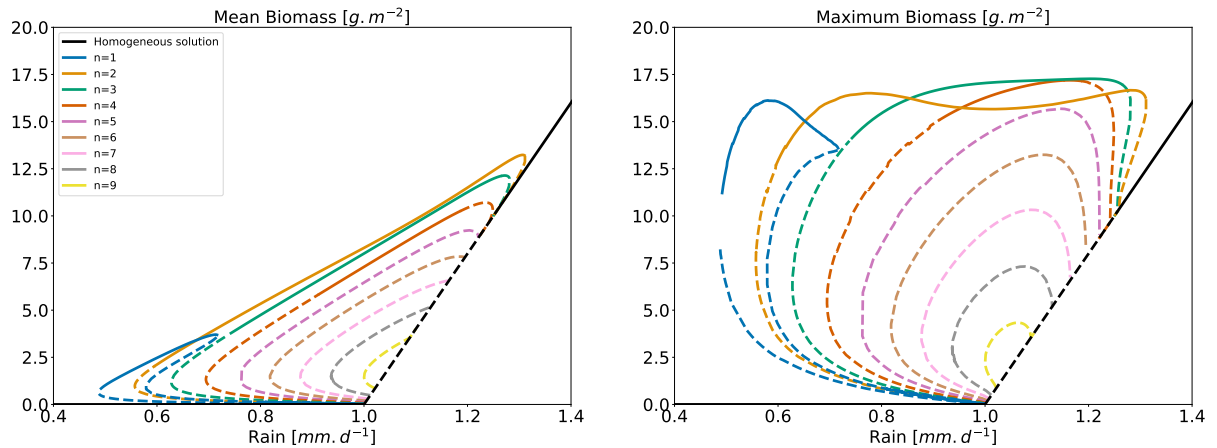 Mean Biomass [g.m⁻²]
20.0
17.5
15.0
12.5
10.0
7.5
5.0
2.5
0.0
Homogeneous solution
n=1
n=2
n=3
n=4
n=5
n=6
n=7
n=8
n=9
0.4 0.6 0.8 1.0 1.2 1.4
Rain [mm.d⁻¹]
Maximum Biomass [g.m⁻²]
20.0
17.5
15.0
12.5
10.0
7.5
5.0
2.5
0.0
0.4 0.6 0.8 1.0 1.2 1.4
Rain [mm.d⁻¹]